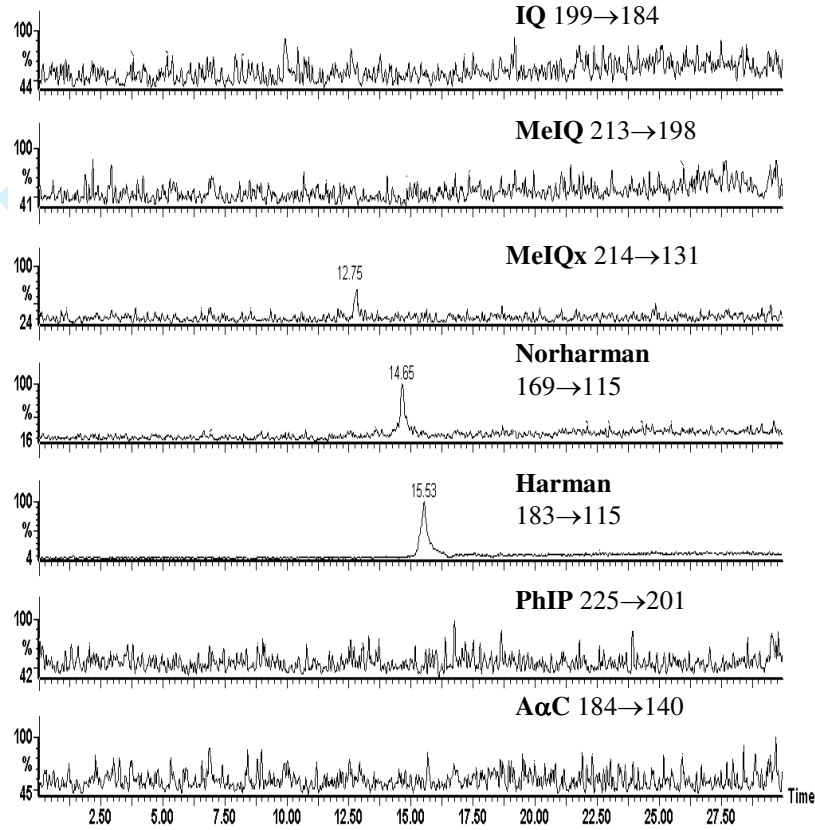 IQ 199→184
100
%
44
MeIQ 213→198
100
%
41
MeIQx 214→131
100
12.75
%
24
Norharman
169→115
100
14.65
%
16
Harman
183→115
100
15.53
%
4
PhIP 225→201
100
%
42
AαC 184→140
100
%
45
Time
2.50 5.00 7.50 10.00 12.50 15.00 17.50 20.00 22.50 25.00 27.50